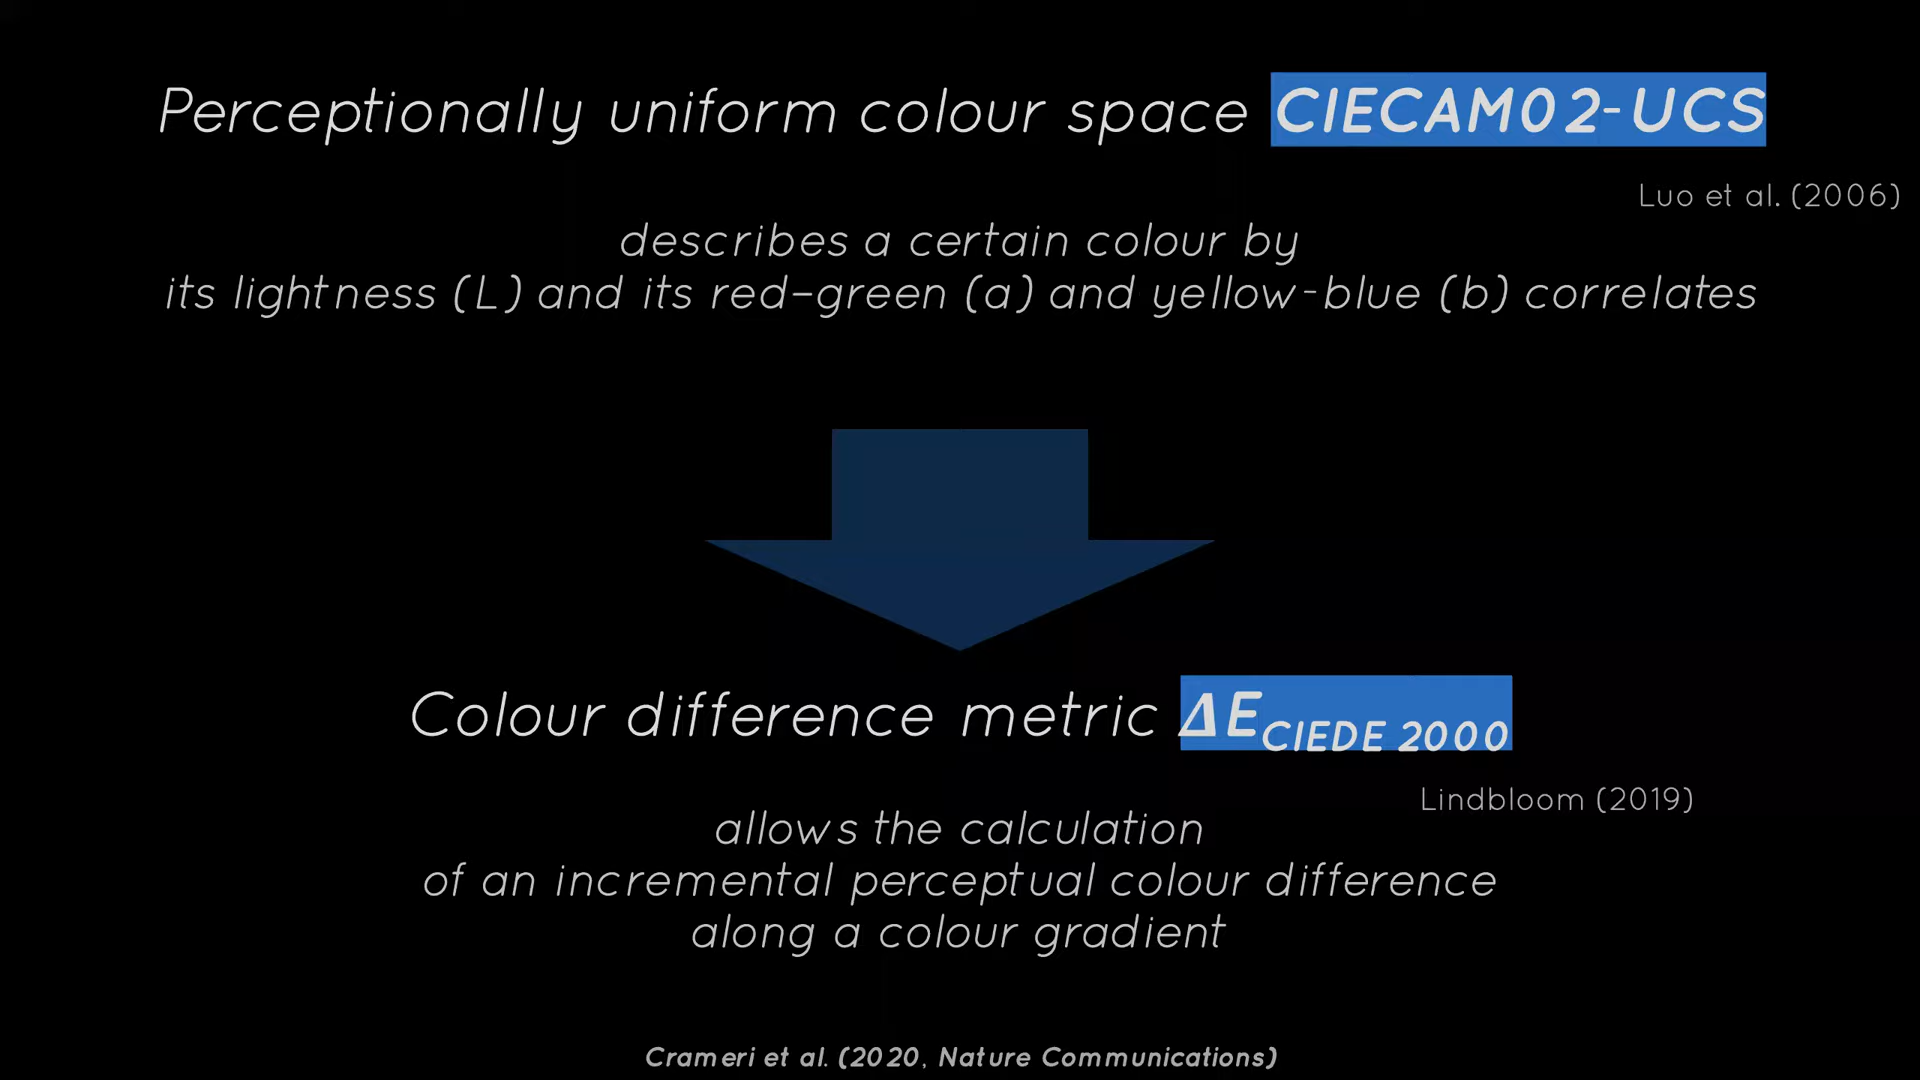 Perceptionally uniform colour space CIECAM02-UCS
Luo et al. (2006)
describes a certain colour by
its lightness (L) and its red–green (a) and yellow-blue (b) correlates
Colour difference metric ΔE CIEDE 2000
Lindbloom (2019)
allows the calculation
of an incremental perceptual colour difference
along a colour gradient
Crameri et al. (2020, Nature Communications)